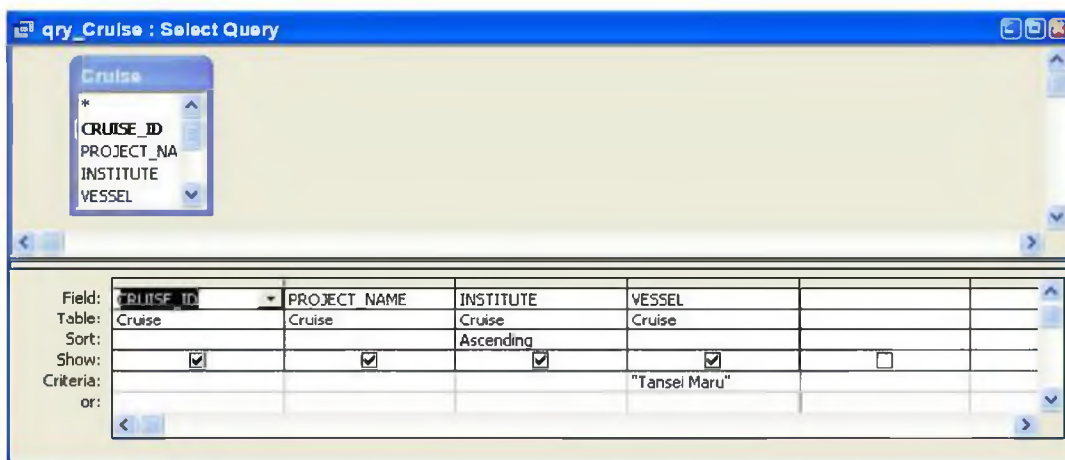 qry_Cruise : Select Query
Cruise
*
CRUISE_ID
PROJECT_NA
INSTITUTE
VESSEL
Field: CRUISE_ID PROJECT_NAME INSTITUTE VESSEL
Table: Cruise Cruise Cruise Cruise
Sort: Ascending
Show:
Criteria: "Tansei Maru"
or: